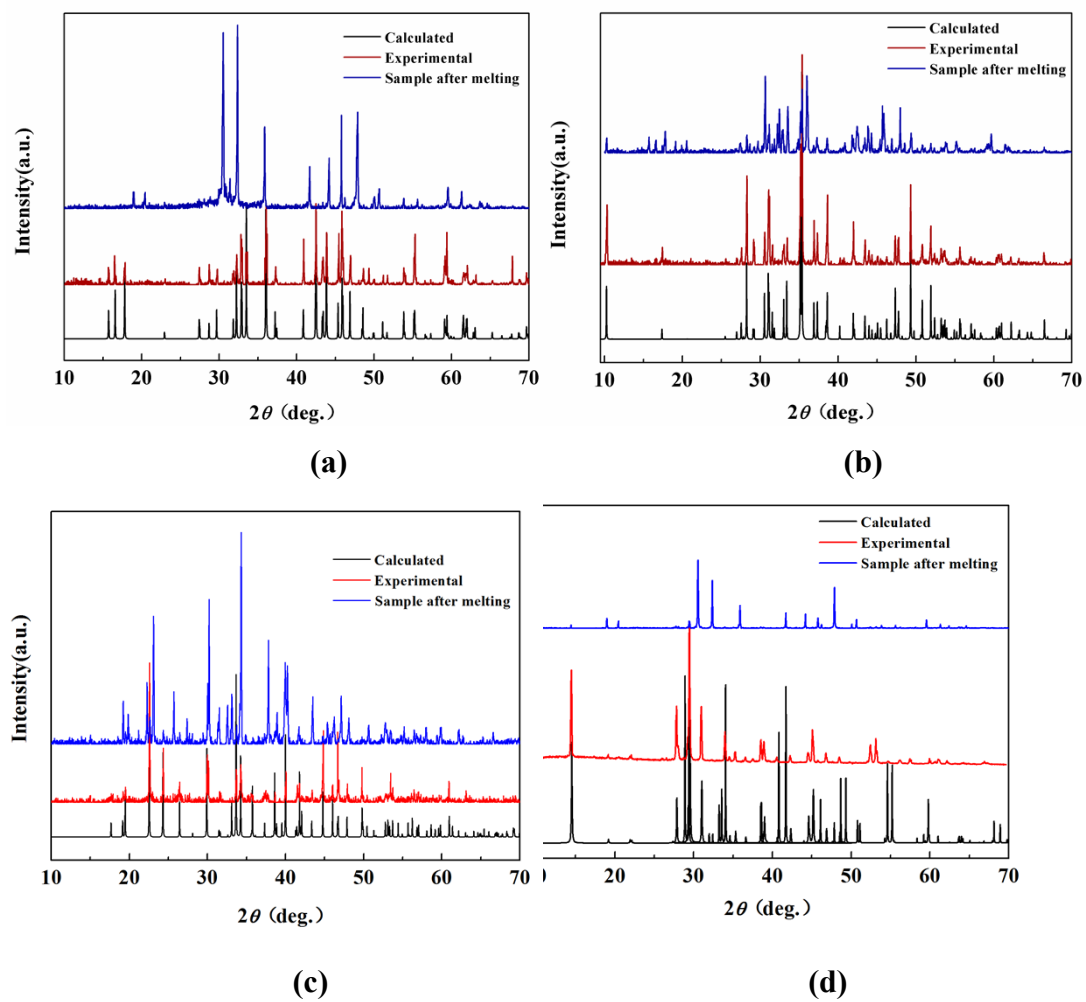 Calculated
Experimental
Sample after melting
Intensity(a.u.)
10 20 30 40 50 60 70
2θ（deg.）
(a)
Calculated
Experimental
Sample after melting
Intensity(a.u.)
10 20 30 40 50 60 70
2θ（deg.）
(b)
Calculated
Experimental
Sample after melting
Intensity(a.u.)
10 20 30 40 50 60 70
2θ（deg.）
(c)
Calculated
Experimental
Sample after melting
20 30 40 50 60 70
2θ（deg.）
(d)